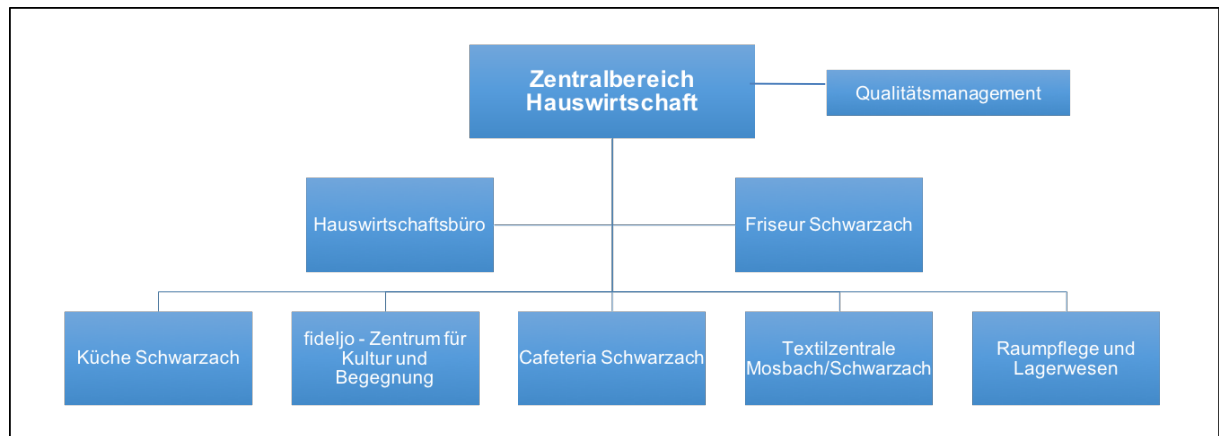 Zentralbereich
Hauswirtschaft
Qualitätsmanagement
Hauswirtschaftsbüro
Friseur Schwarzach
Küche Schwarzach
fideljo - Zentrum für
Kultur und
Begegnung
Cafeteria Schwarzach
Textilzentrale
Mosbach/Schwarzach
Raumpflege und
Lagerwesen